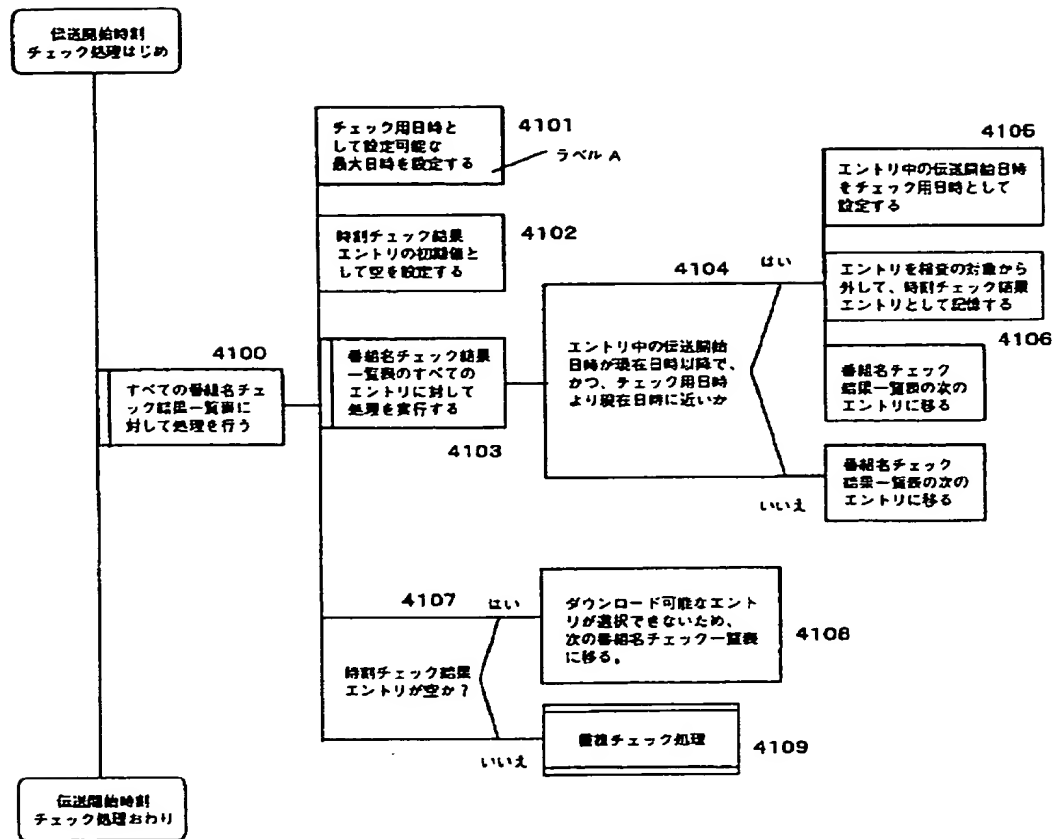 伝送開始時刻
チェック処理はじめ
チェック用日時と
して設定可能な
最大日時を設定する
4101
ラベル A
時刻チェック結果
エントリの初期値と
して空を設定する
4102
4100
すべての番組名チェ
ック結果一覧表に
対して処理を行う
番組名チェック結果
一覧表のすべての
エントリに対して
処理を実行する
4103
4104
はい
エントリ中の伝送開始
日時が現在日時以降で、
かつ、チェック用日時
より現在日時に近いか
いいえ
4105
エントリ中の伝送開始日時
をチェック用日時として
設定する
エントリを検査の対象から
外して、時刻チェック結果
エントリとして記憶する
4106
番組名チェック
結果一覧表の次の
エントリに移る
番組名チェック
結果一覧表の次の
エントリに移る
4107
はい
時刻チェック結果
エントリが空か?
いいえ
ダウンロード可能なエント
リが選択できないため、
次の番組名チェック一覧表
に移る。
4108
重複チェック処理
4109
伝送開始時刻
チェック処理おわり